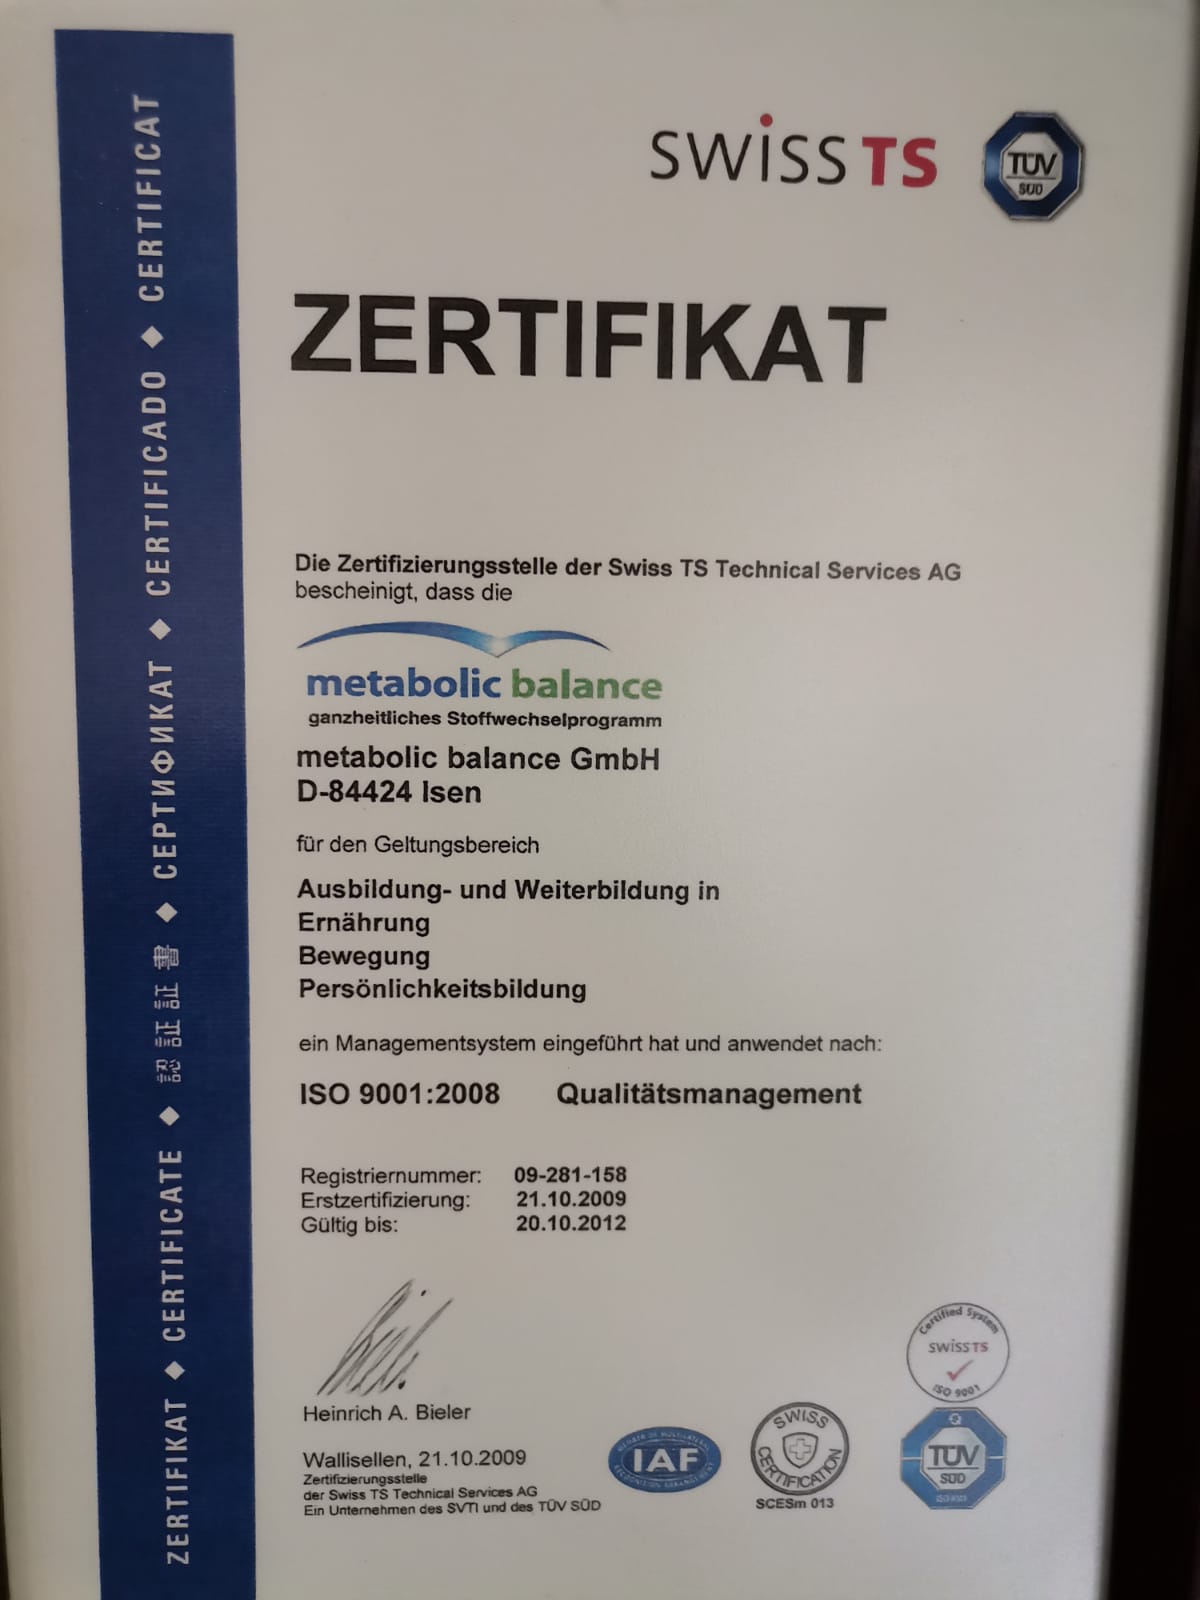 swiss TS
TÜV
SÜD
ZERTIFIKAT
Die Zertifizierungsstelle der Swiss TS Technical Services AG
bescheinigt, dass die
metabolic balance
ganzheitliches Stoffwechselprogramm
metabolic balance GmbH
D-84424 Isen
für den Geltungsbereich
Ausbildung- und Weiterbildung in
Ernährung
Bewegung
Persönlichkeitsbildung
ein Managementsystem eingeführt hat und anwendet nach:
ISO 9001:2008 Qualitätsmanagement
Registriernummer: 09-281-158
Erstzertifizierung: 21.10.2009
Gültig bis: 20.10.2012
Heinrich A. Bieler
Wallisellen, 21.10.2009
Zertifizierungsstelle
der Swiss TS Technical Services AG
Ein Unternehmen des SVTI und des TÜV SÜD
IAF
SWISS
CERTIFICATION
SCESm 013
Certified System
swiss TS
ISO 9001
TÜV
SÜD
ISO 9001
ZERTIFIKAT ◆ CERTIFICATE ◆ 認証証書 ◆ СЕРТИФИКАТ ◆ CERTIFICADO ◆ CERTIFICAT